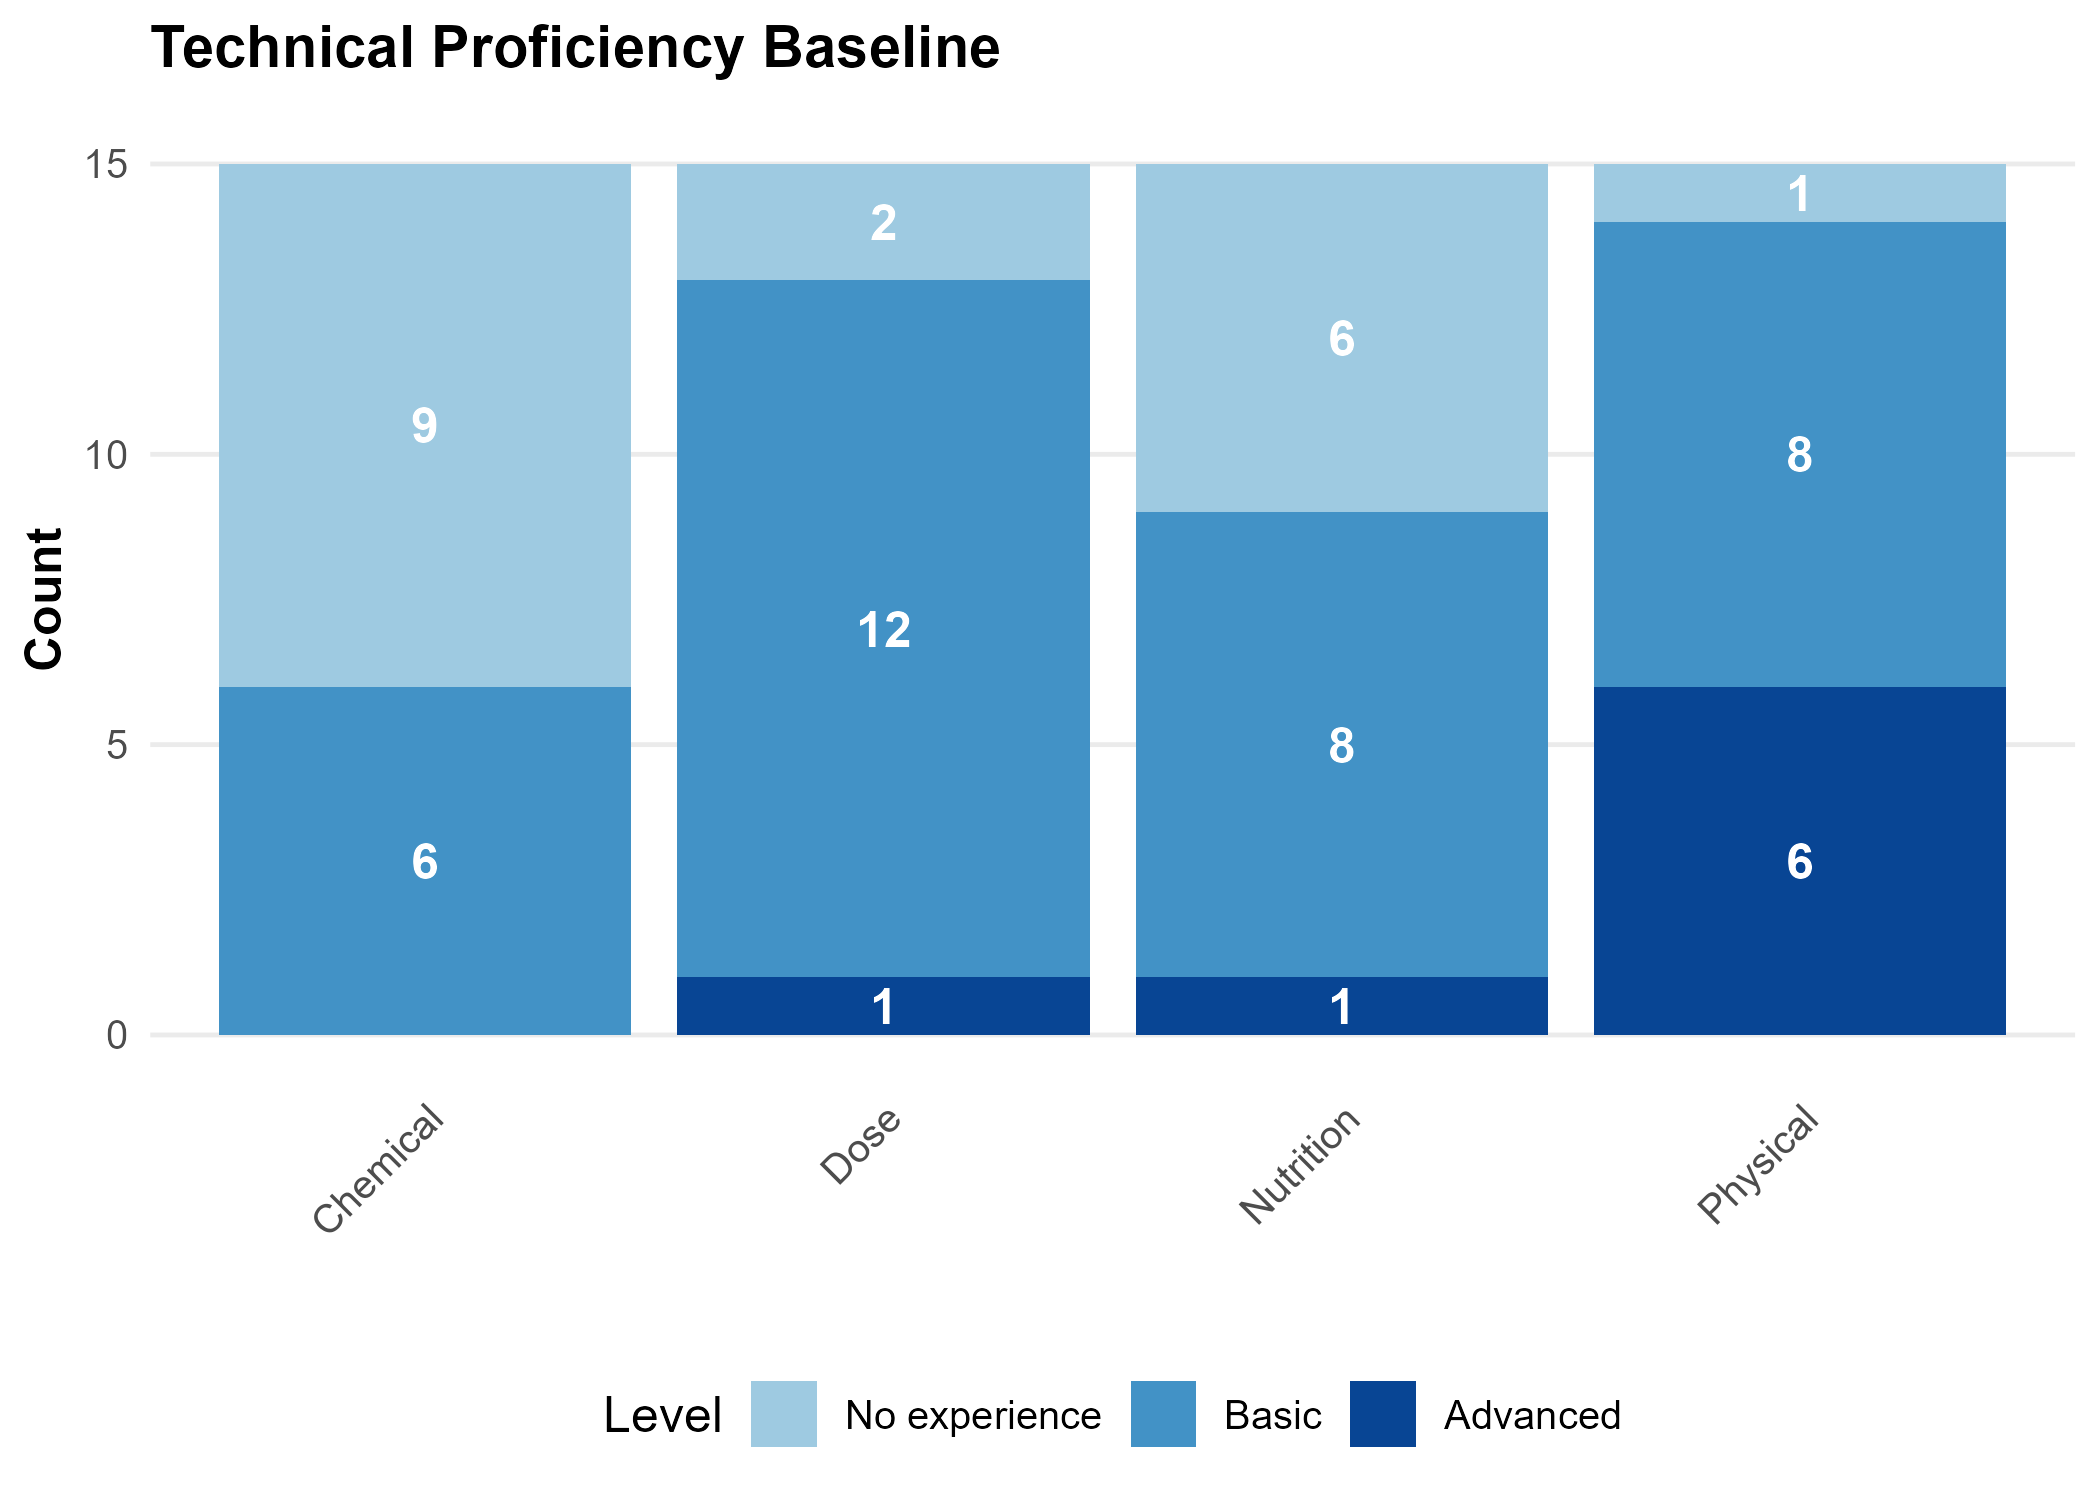 Technical Proficiency Baseline
Count
15
10
5
0
9
6
2
12
1
6
8
1
1
8
6
Chemical
Dose
Nutrition
Physical
Level
No experience
Basic
Advanced